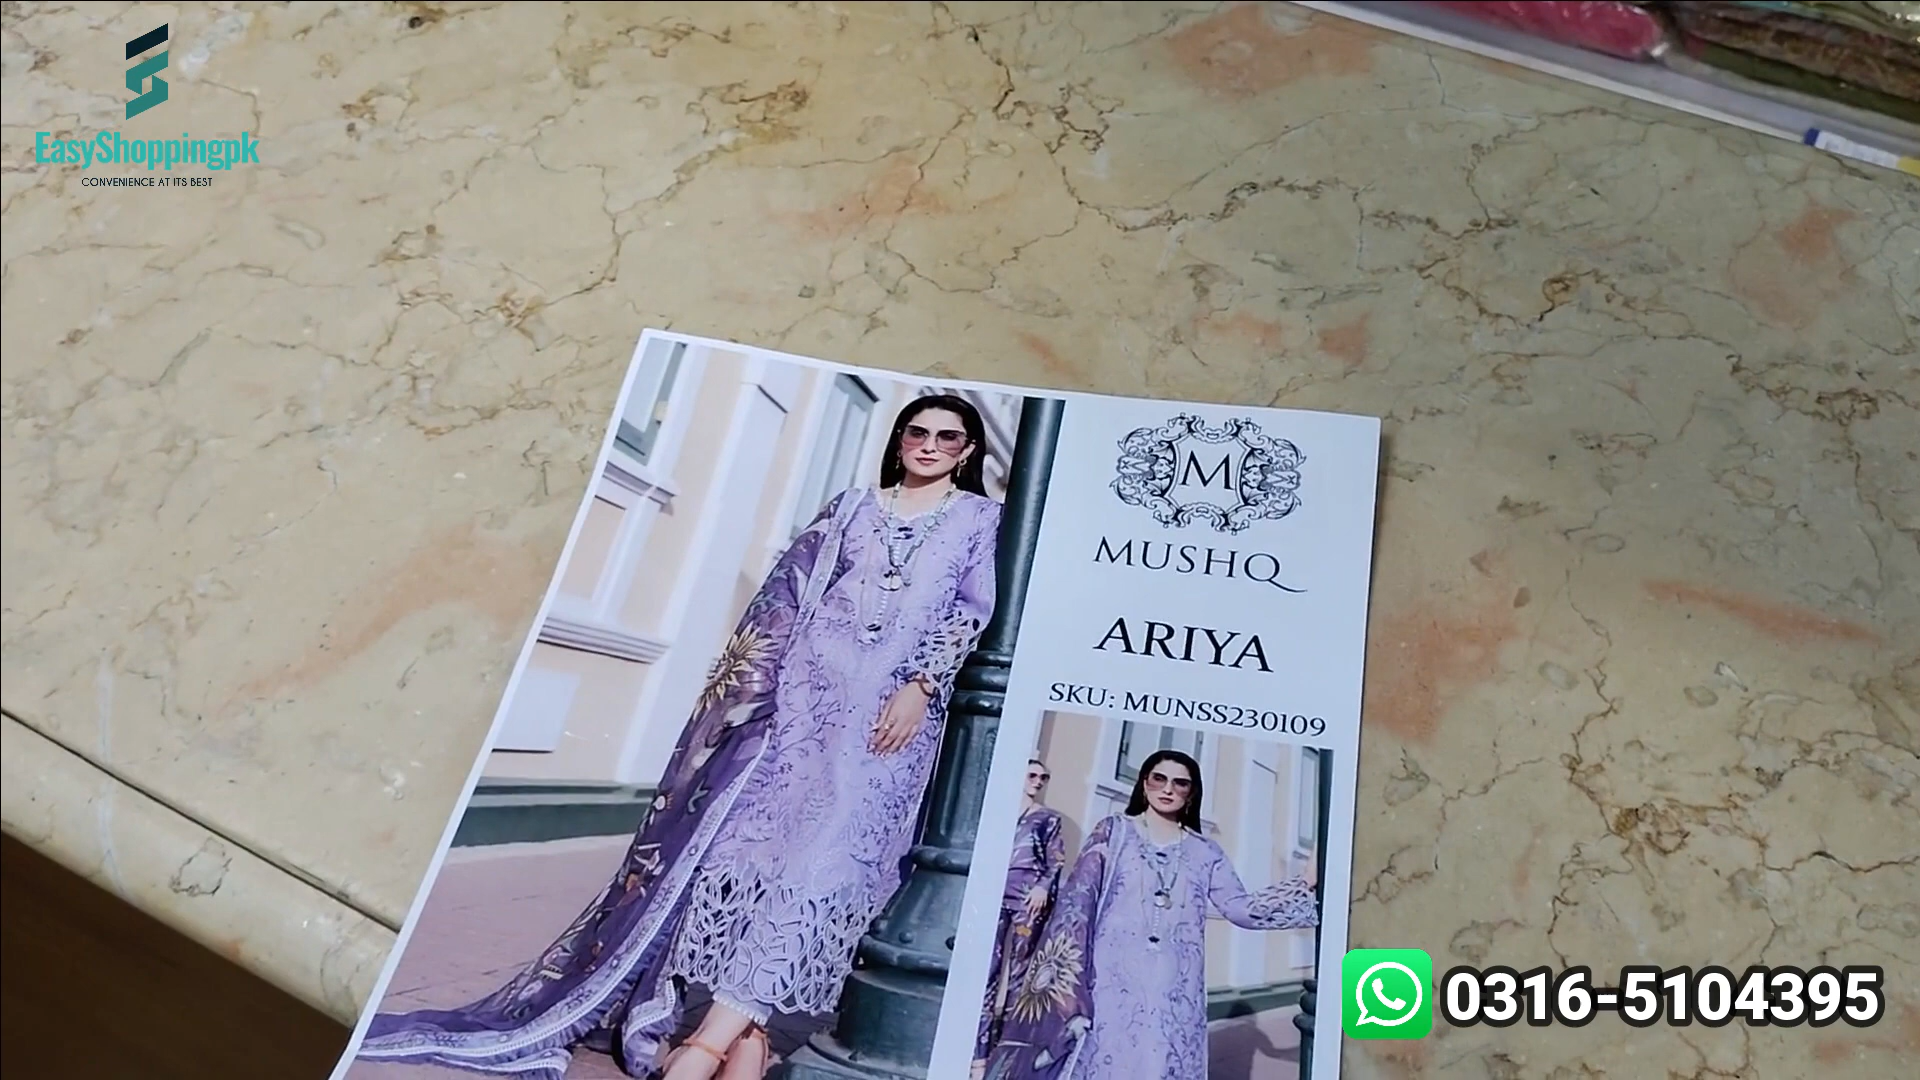 EasyShoppingpk
CONVENIENCE AT ITS BEST
M
MUSHQ
ARIYA
SKU: MUNSS230109
0316-5104395